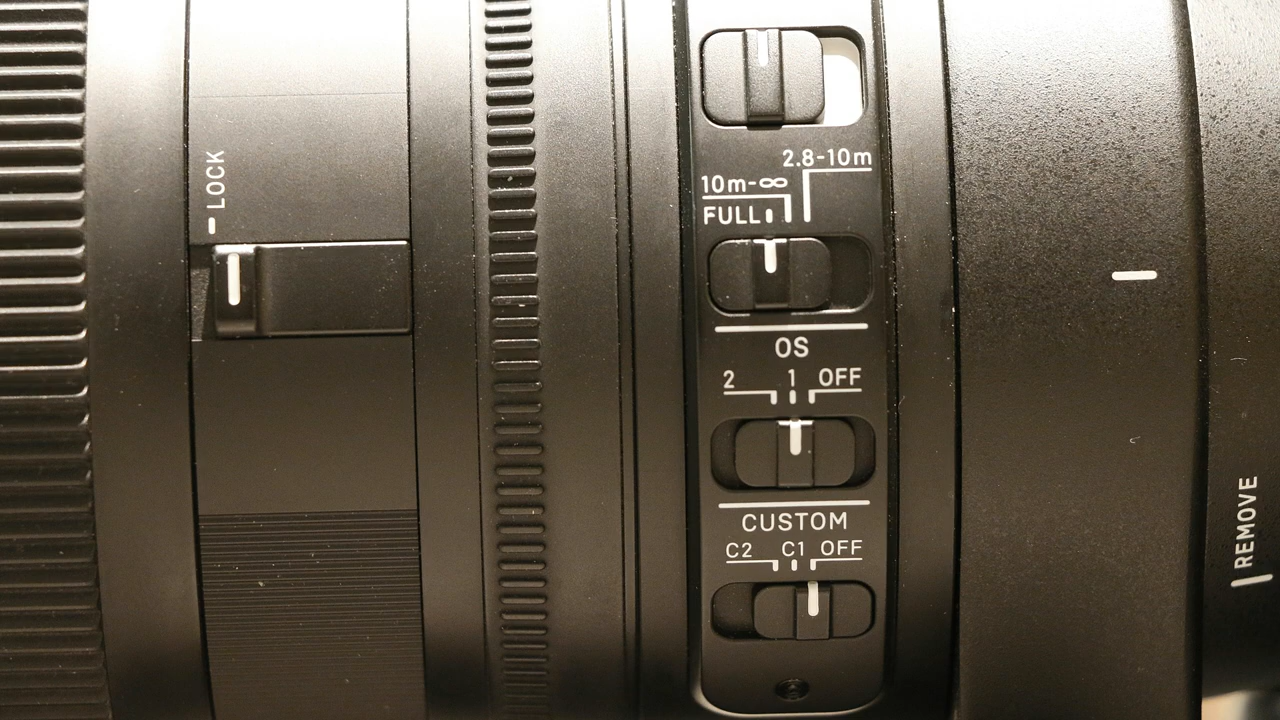 LOCK
2.8-10m
10m-∞
FULL
OS
2 1 OFF
CUSTOM
C2 C1 OFF
REMOVE